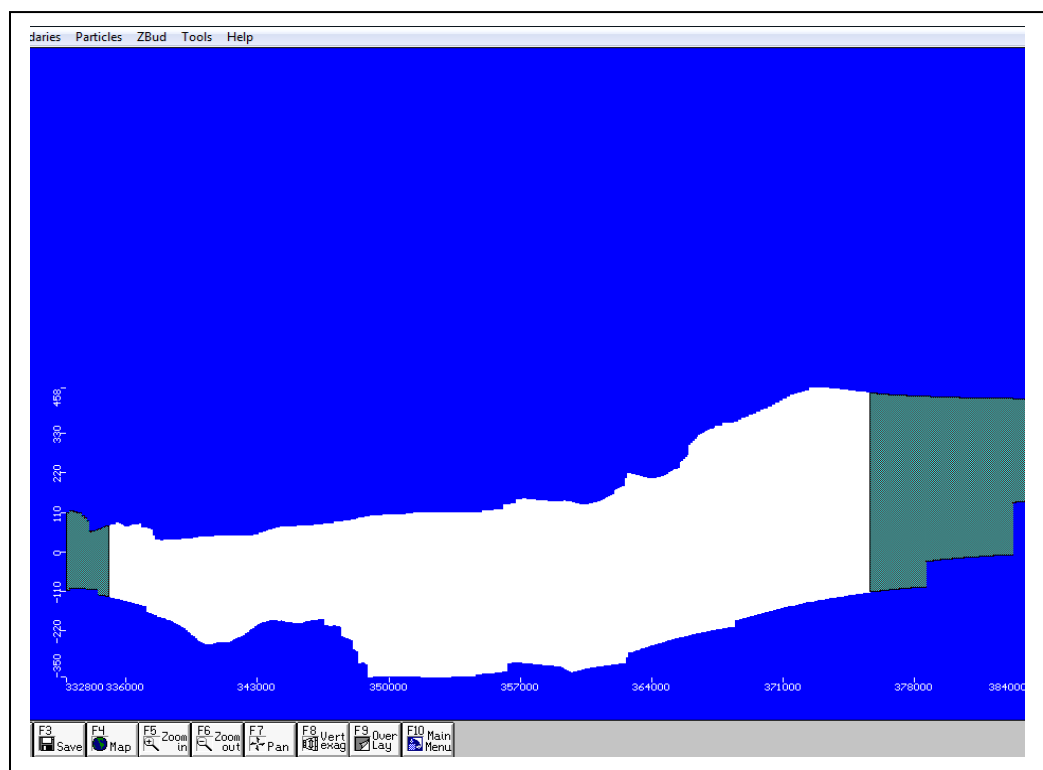 daries Particles ZBud Tools Help
458
330
220
110
0
-110
-220
-350
332800 336000 343000 350000 357000 364000 371000 378000 384000
F3 Save F4 Map F5 Zoom in F6 Zoom out F7 Pan F8 Vert exag F9 Over Lay F10 Main Menu